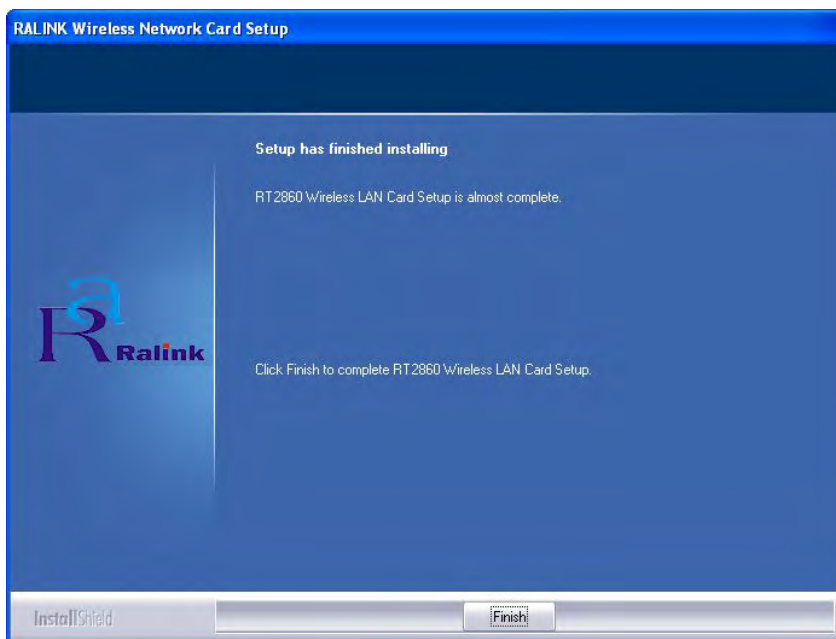 RALINK Wireless Network Card Setup
Setup has finished installing
RT2860 Wireless LAN Card Setup is almost complete.
Ra
Ralink
Click Finish to complete RT2860 Wireless LAN Card Setup.
InstallShield
Finish